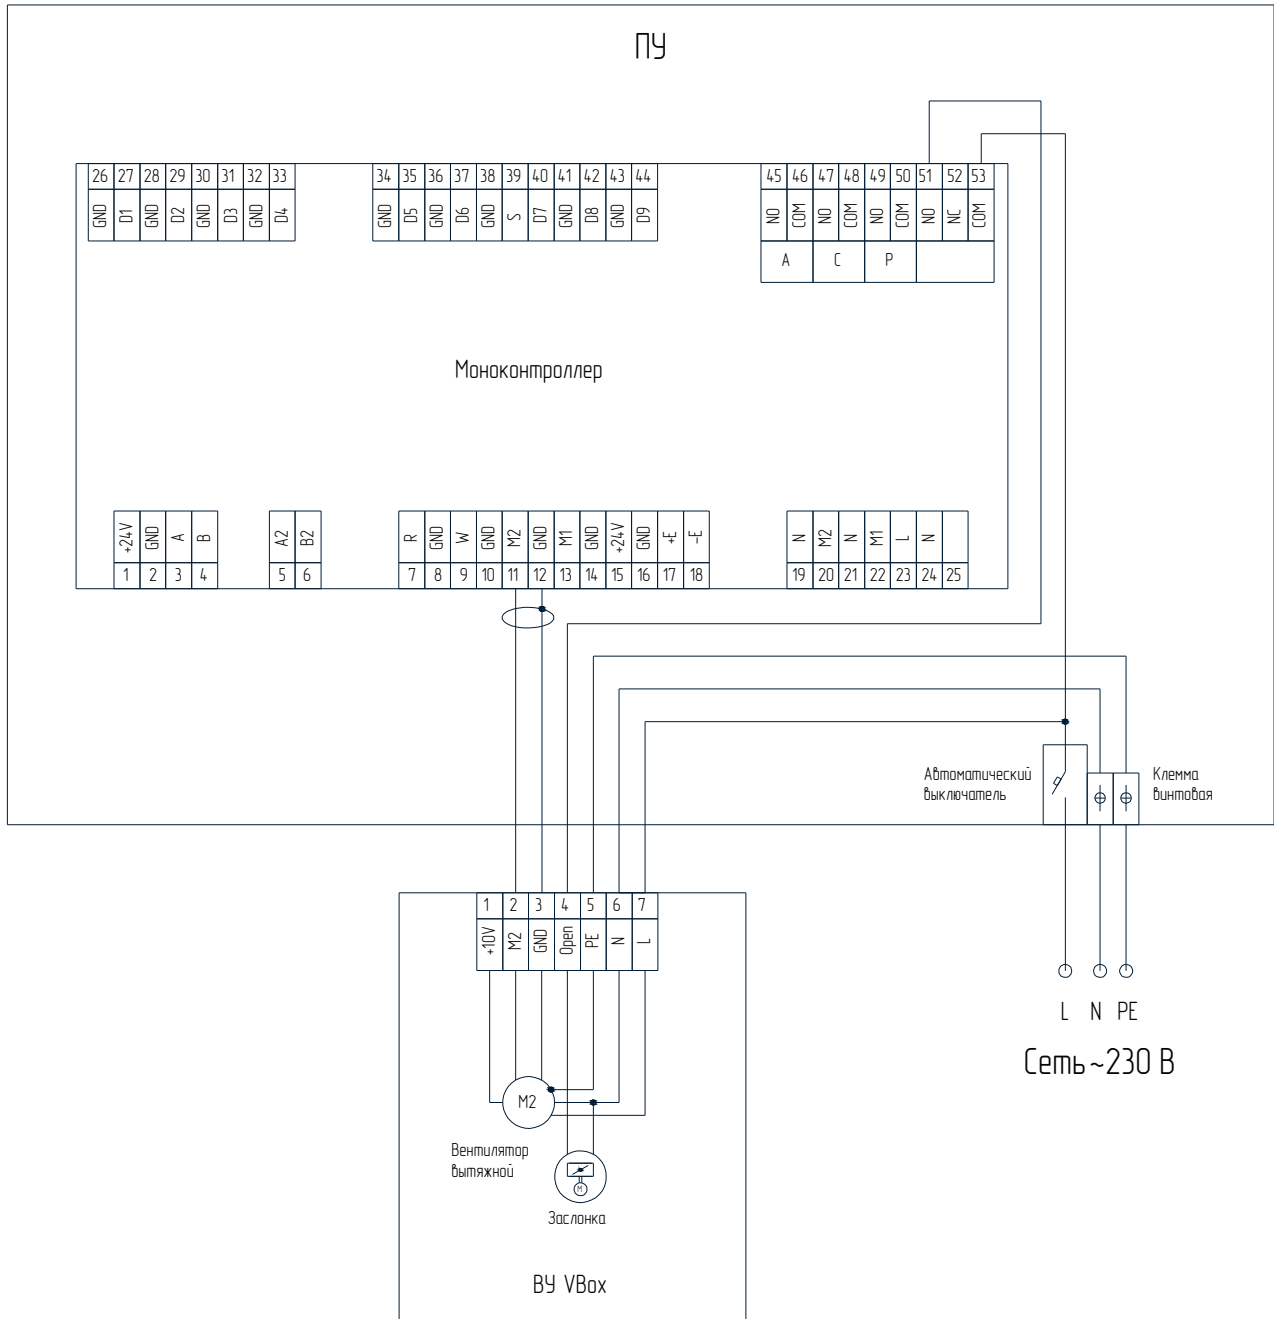 ПУ
26 27 28 29 30 31 32 33
GND D1 GND D2 GND D3 GND D4
34 35 36 37 38 39 40 41 42 43 44
GND D5 GND D6 GND S D7 GND D8 GND D9
45 46 47 48 49 50 51 52 53
NO COM NO COM NO COM NO NC COM
A C P
Моноконтроллер
+24V GND A B
1 2 3 4
A2 B2
5 6
R GND W GND M2 GND M1 GND +24V GND +E -E
7 8 9 10 11 12 13 14 15 16 17 18
N M2 N M1 L N
19 20 21 22 23 24 25
Автоматический
выключатель
Клемма
винтовая
1 2 3 4 5 6 7
+10V M2 GND Open PE N L
L N PE
Сеть ~230 В
M2
Вентилятор
вытяжной
M
Заслонка
ВУ VBox